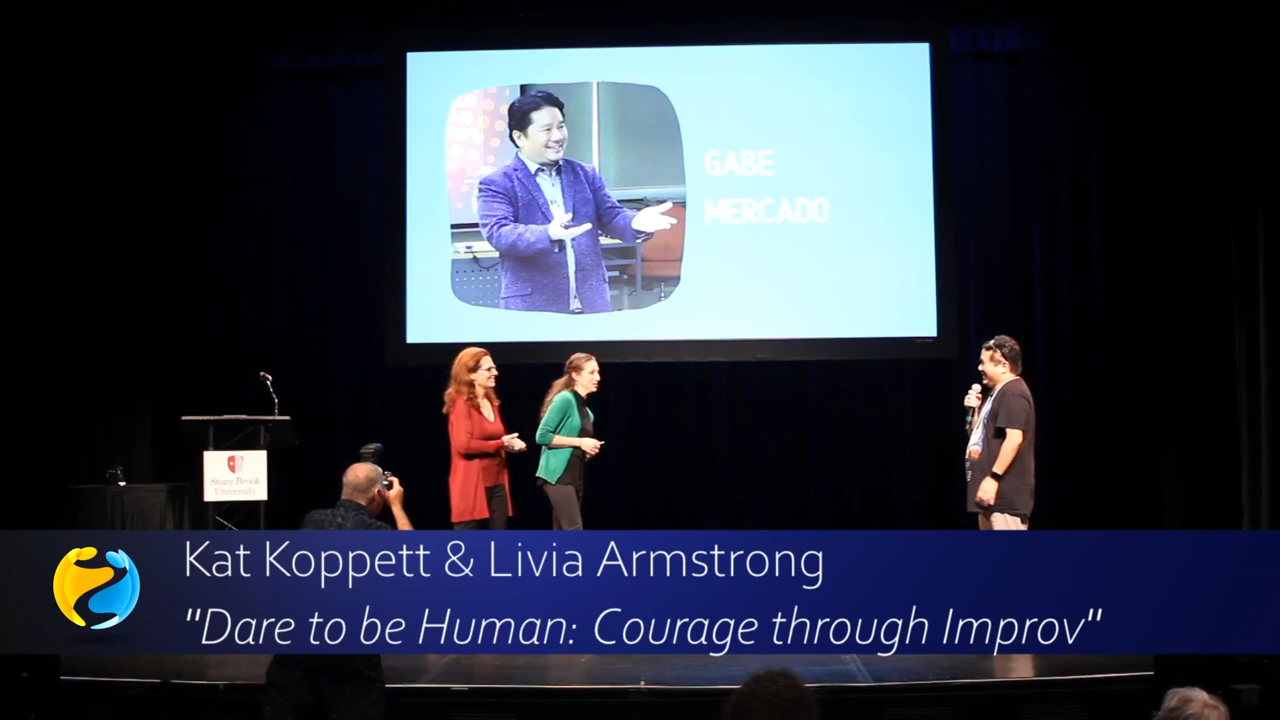 GABE
MERCADO
Stony Brook
University
Kat Koppett & Livia Armstrong
"Dare to be Human: Courage through Improv"